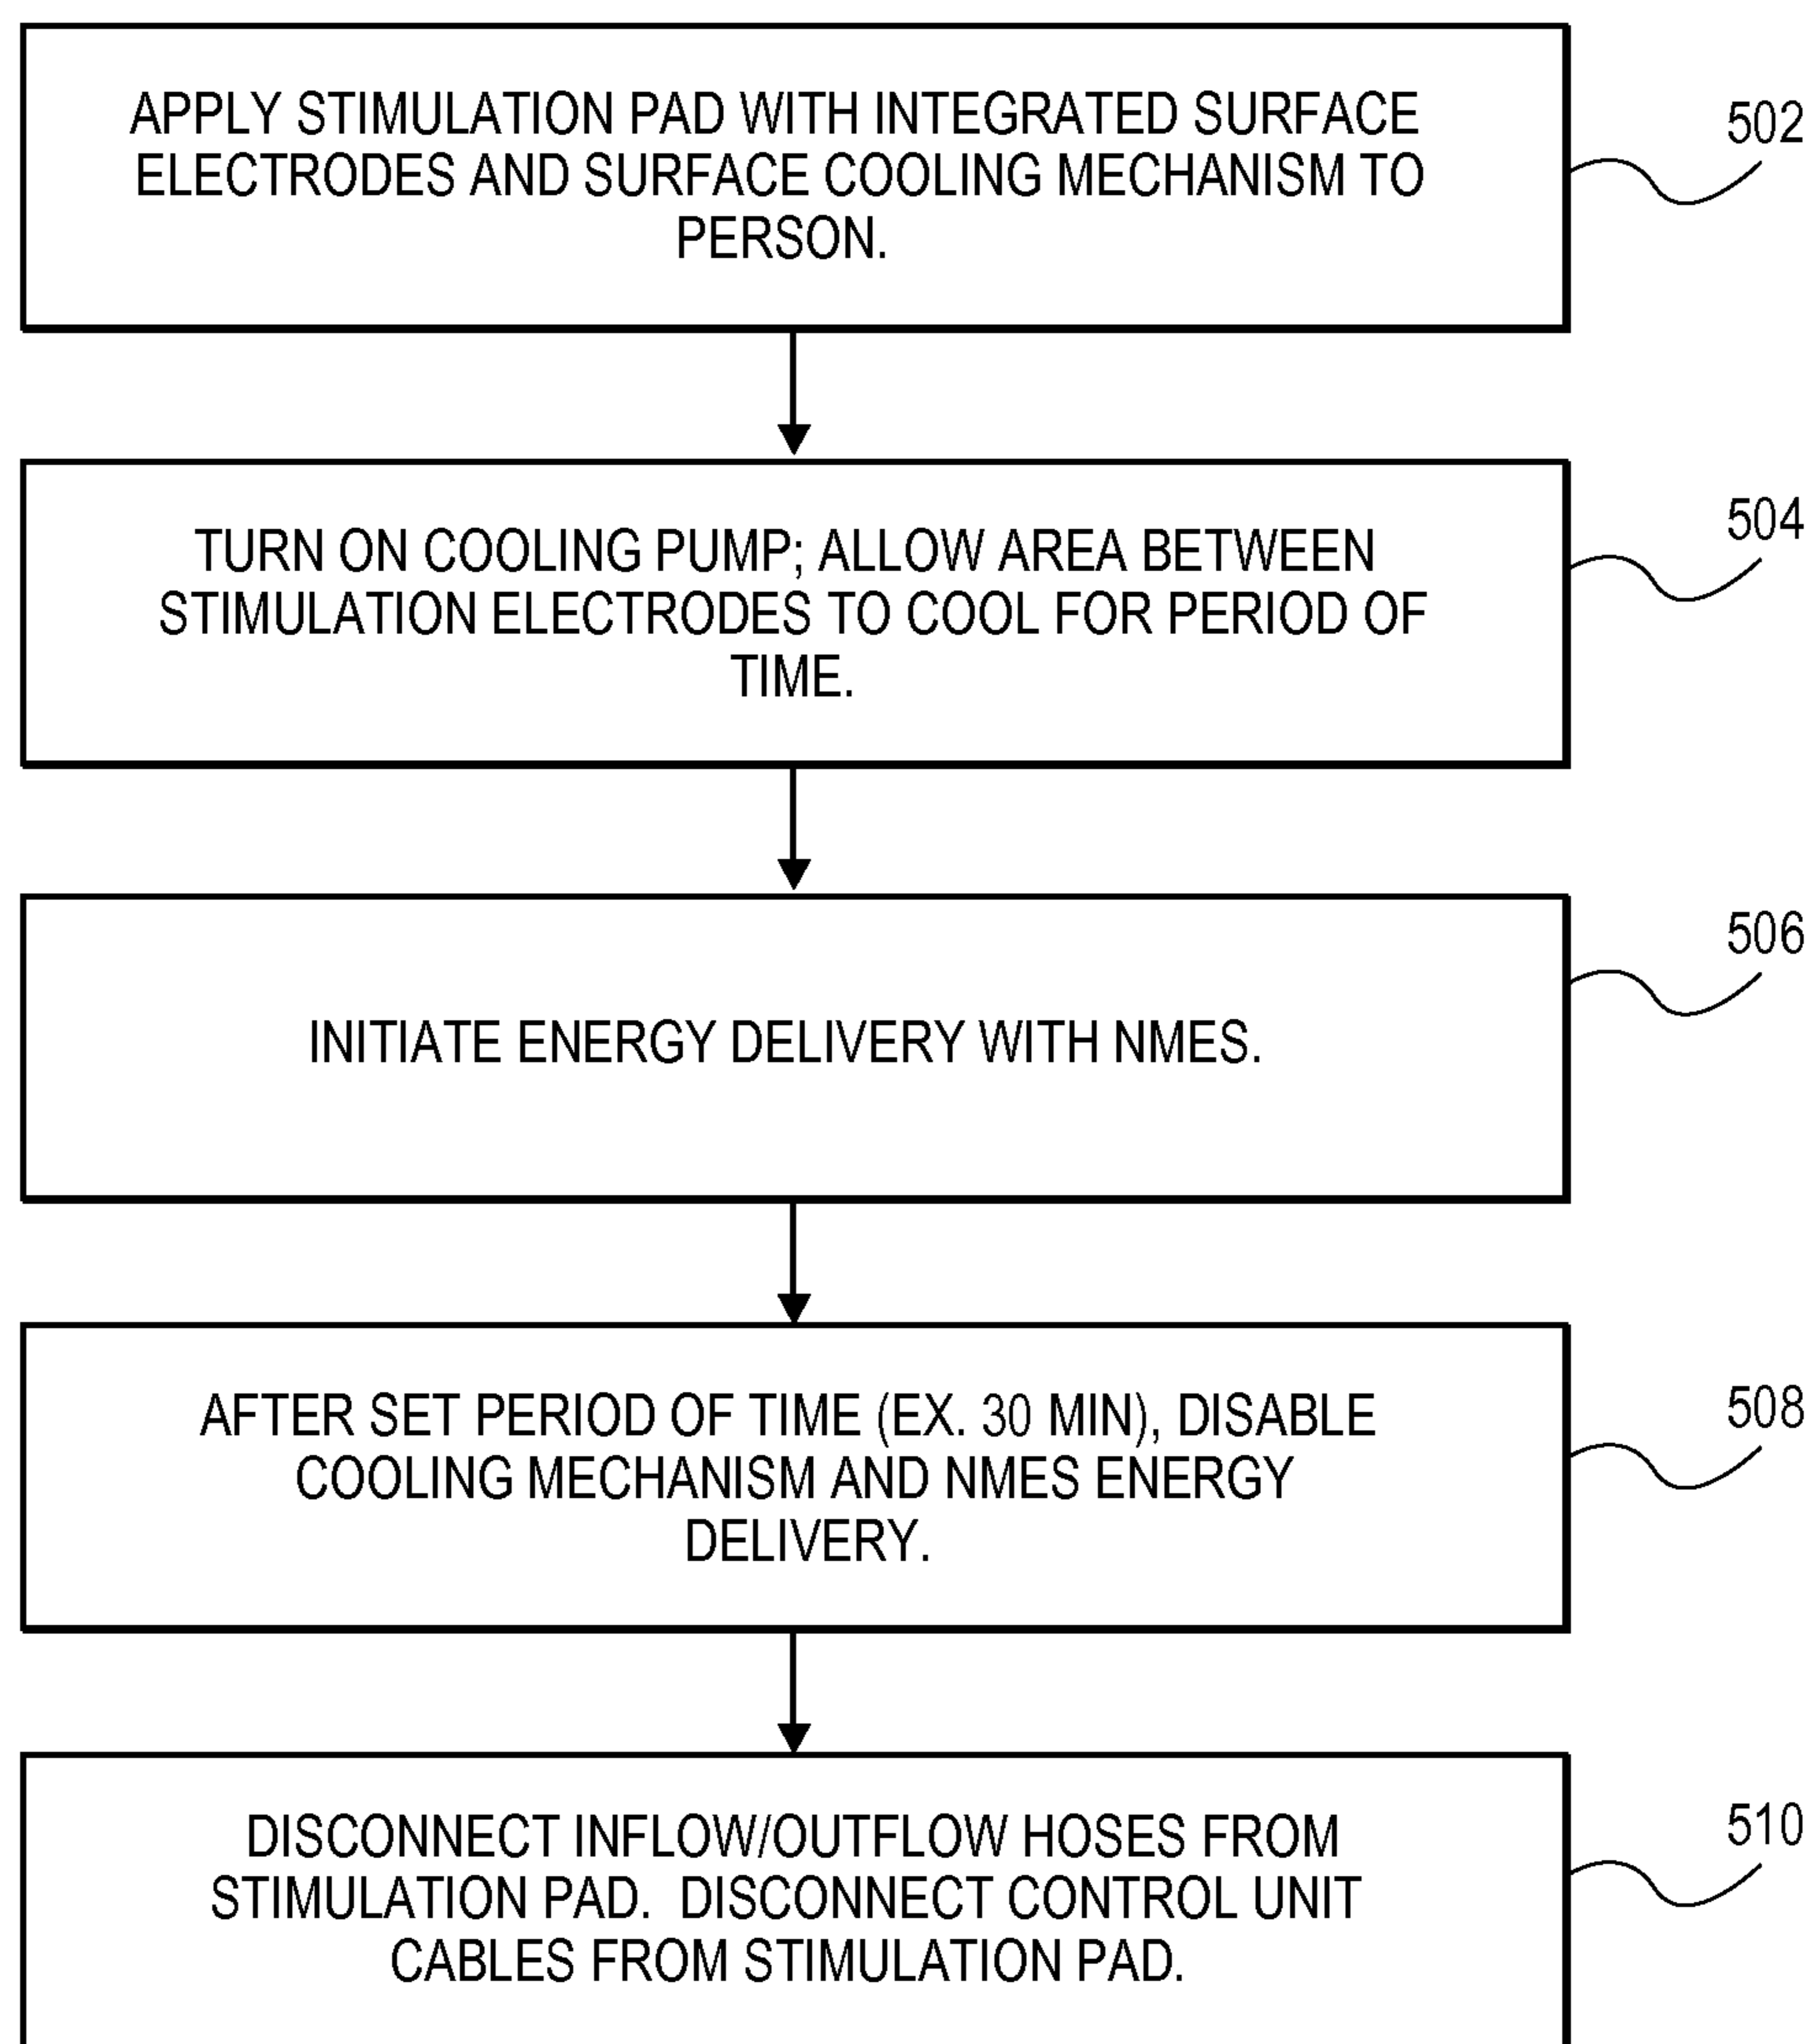 APPLY STIMULATION PAD WITH INTEGRATED SURFACE
ELECTRODES AND SURFACE COOLING MECHANISM TO
PERSON.
502
TURN ON COOLING PUMP; ALLOW AREA BETWEEN
STIMULATION ELECTRODES TO COOL FOR PERIOD OF
TIME.
504
INITIATE ENERGY DELIVERY WITH NMES.
506
AFTER SET PERIOD OF TIME (EX. 30 MIN), DISABLE
COOLING MECHANISM AND NMES ENERGY
DELIVERY.
508
DISCONNECT INFLOW/OUTFLOW HOSES FROM
STIMULATION PAD.  DISCONNECT CONTROL UNIT
CABLES FROM STIMULATION PAD.
510